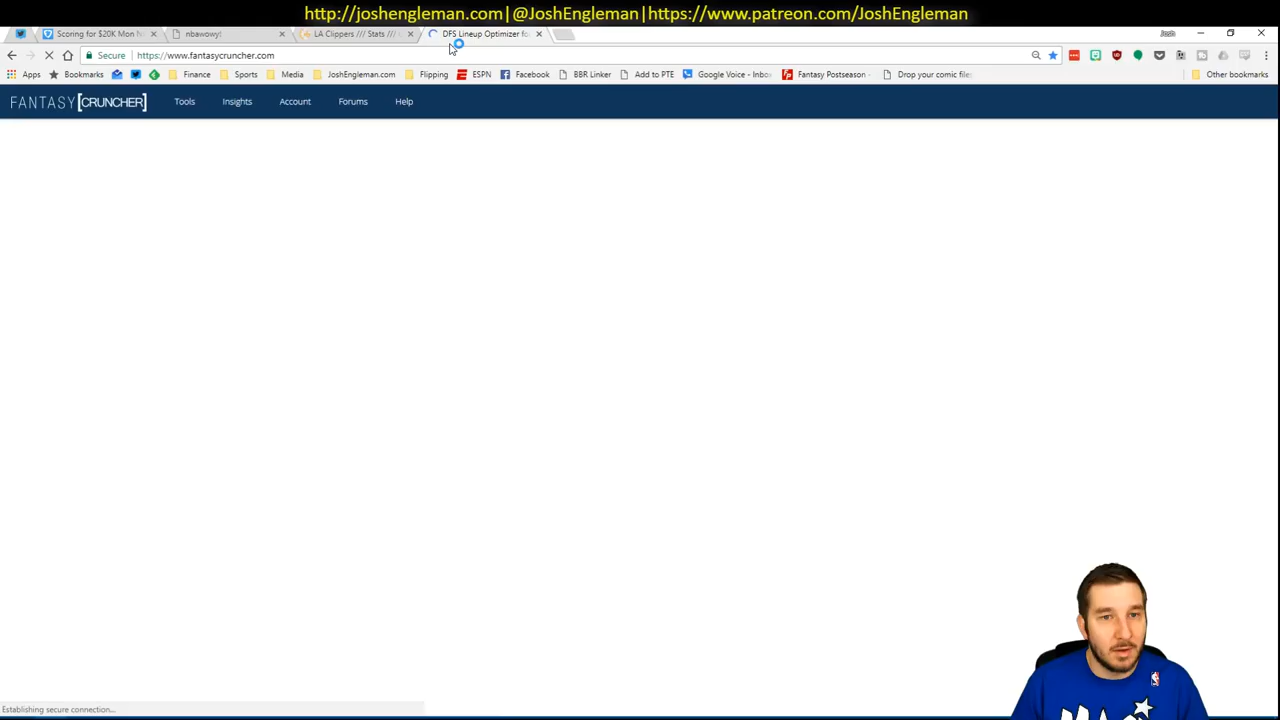 http://joshengleman.com|@JoshEngleman|https://www.patreon.com/JoshEngleman
Scoring for $20K Mon N
nbawowy!
LA Clippers /// Stats ///
DFS Lineup Optimizer fo
Josh
Secure
https://www.fantasycruncher.com
Apps
Bookmarks
Finance
Sports
Media
JoshEngleman.com
Flipping
ESPN
Facebook
BBR Linker
Add to PTE
Google Voice - Inbo
Fantasy Postseason -
Drop your comic files
Other bookmarks
FANTASY[CRUNCHER]
Tools
Insights
Account
Forums
Help
Establishing secure connection...